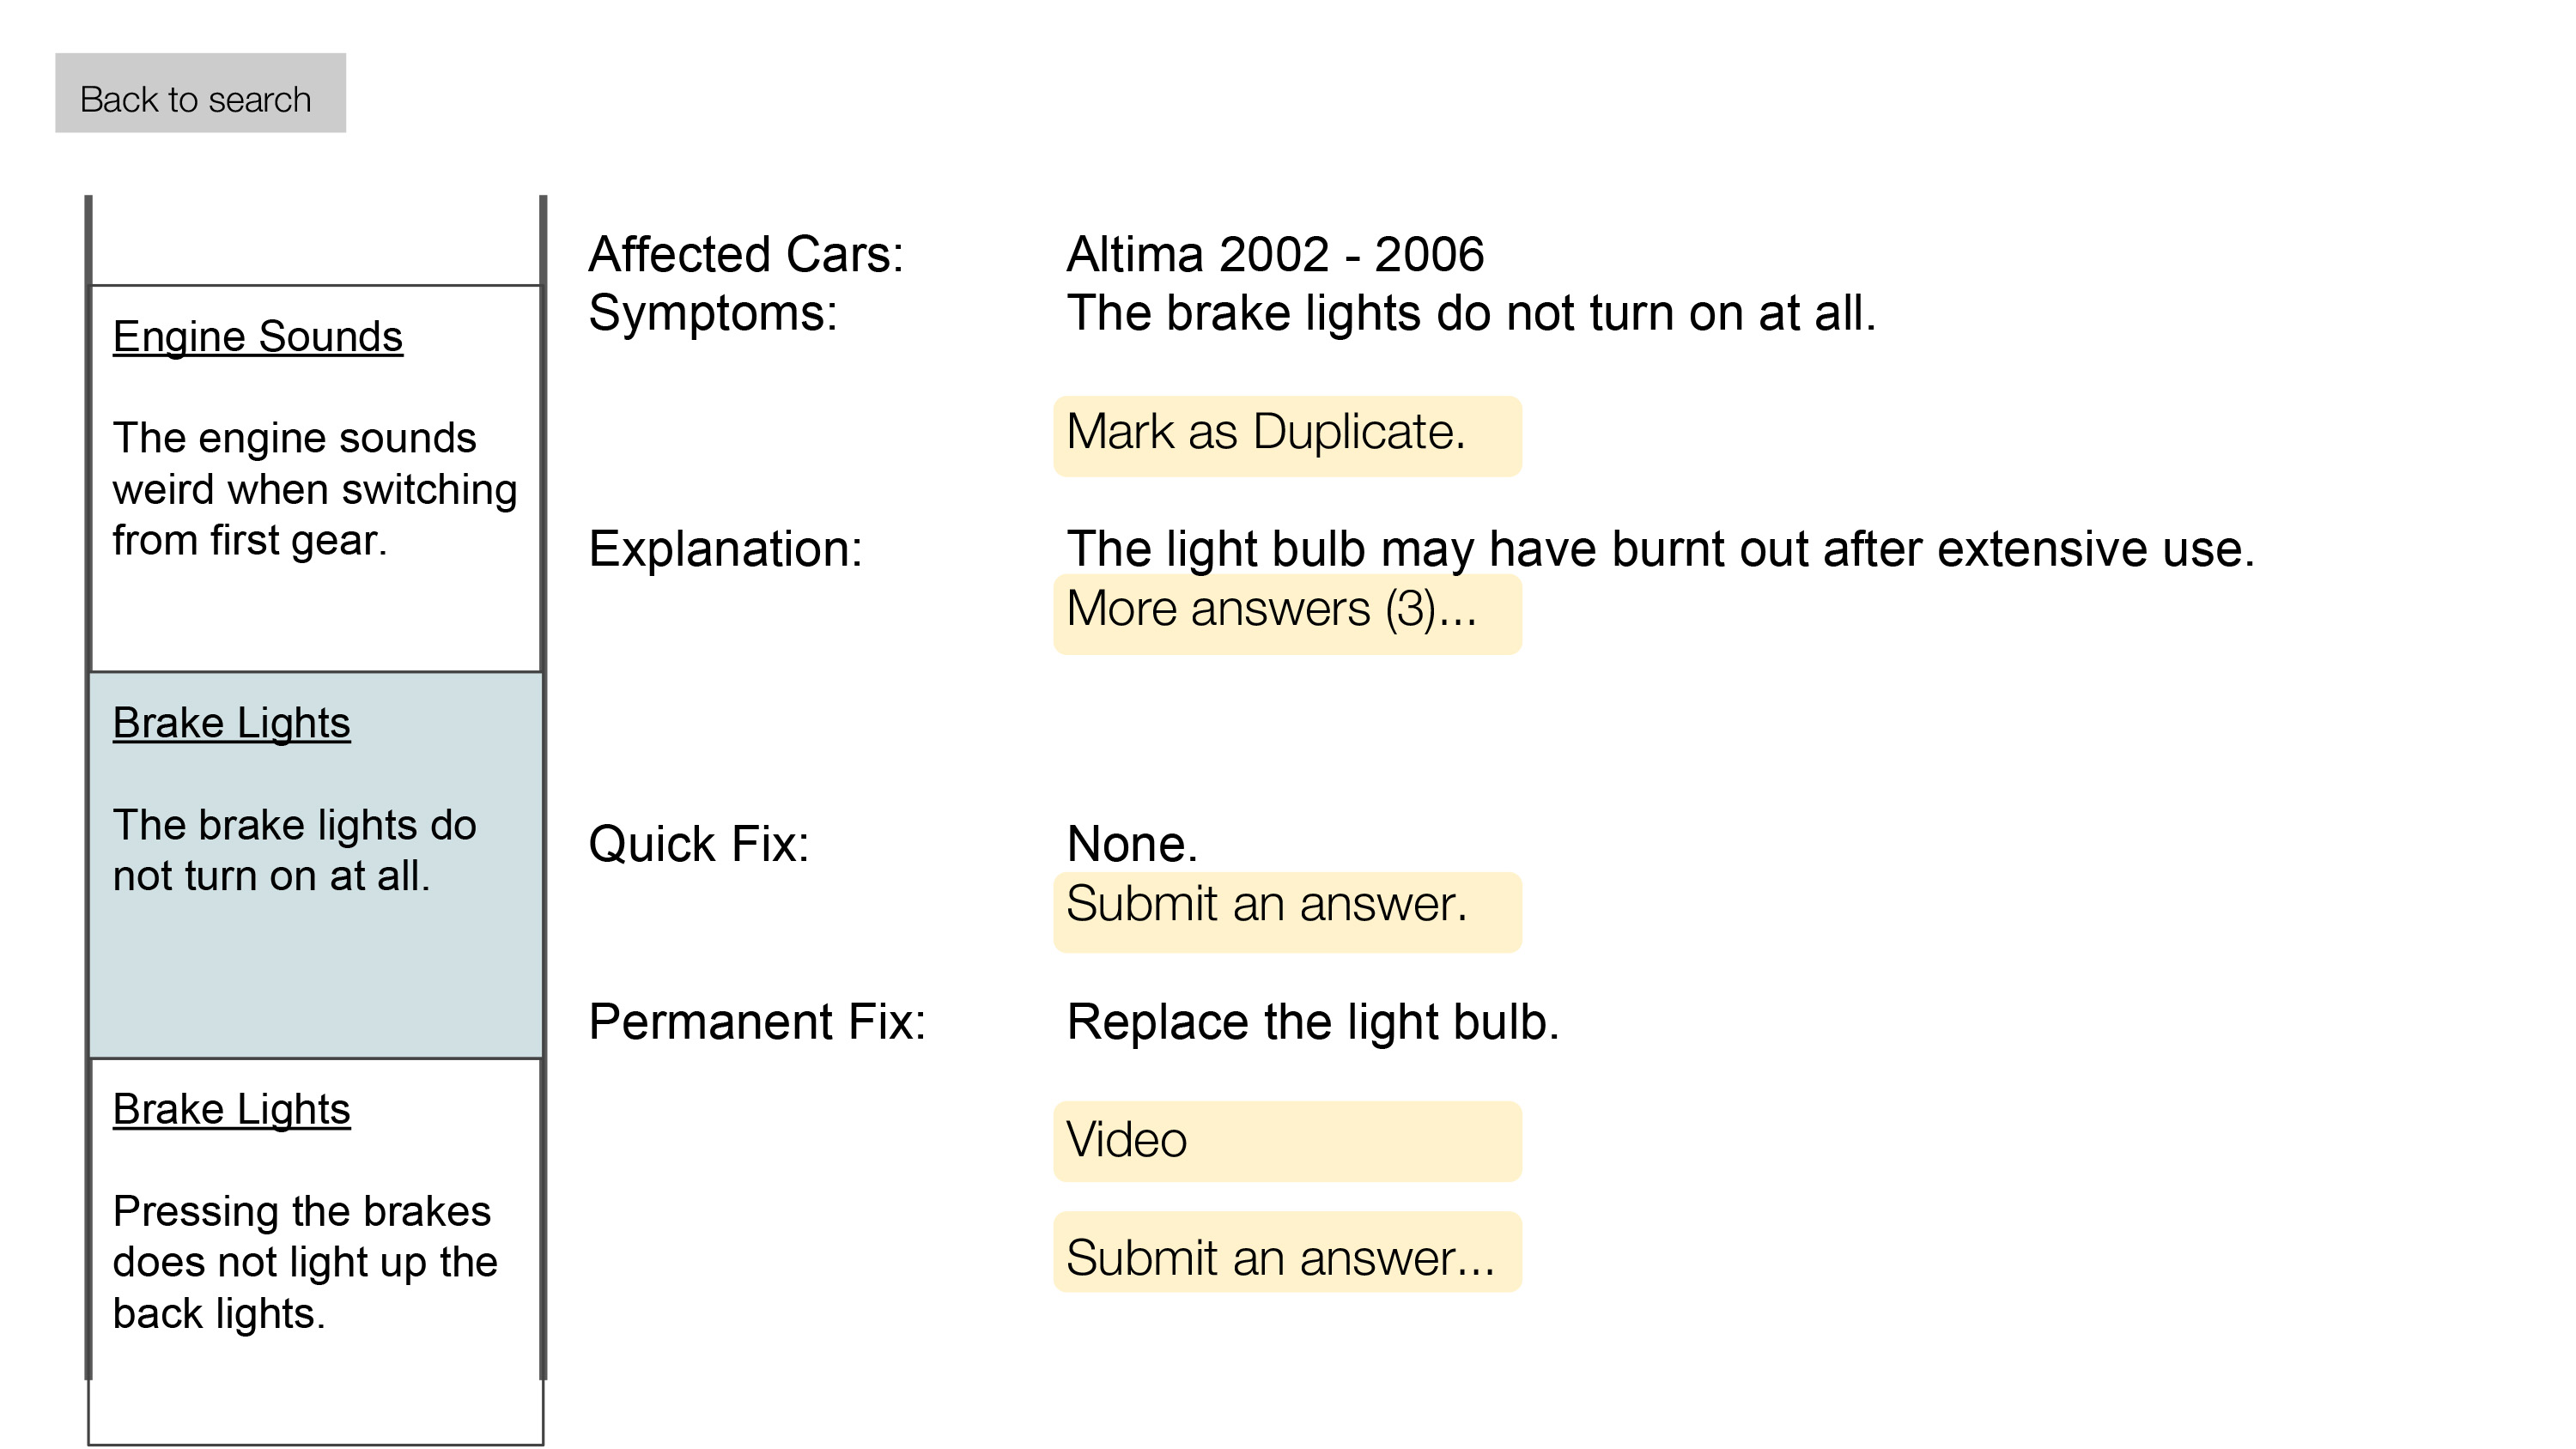 Back to search
Engine Sounds
The engine sounds
weird when switching
from first gear.
Brake Lights
The brake lights do
not turn on at all.
Brake Lights
Pressing the brakes
does not light up the
back lights.
Affected Cars: Altima 2002 - 2006
Symptoms: The brake lights do not turn on at all.
Mark as Duplicate.
Explanation: The light bulb may have burnt out after extensive use.
More answers (3)...
Quick Fix: None.
Submit an answer.
Permanent Fix: Replace the light bulb.
Video
Submit an answer...